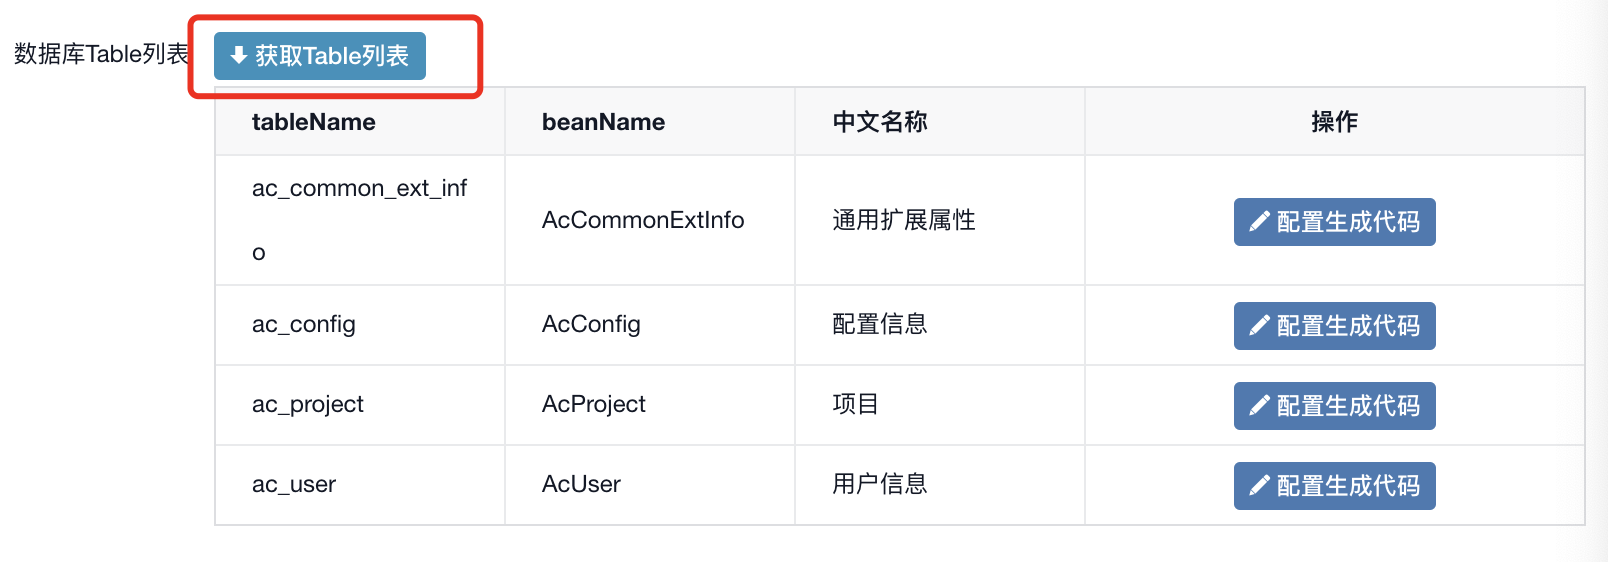 数据库Table列表 获取Table列表
tableName beanName 中文名称 操作
ac_common_ext_inf
o AcCommonExtInfo 通用扩展属性 配置生成代码
ac_config AcConfig 配置信息 配置生成代码
ac_project AcProject 项目 配置生成代码
ac_user AcUser 用户信息 配置生成代码